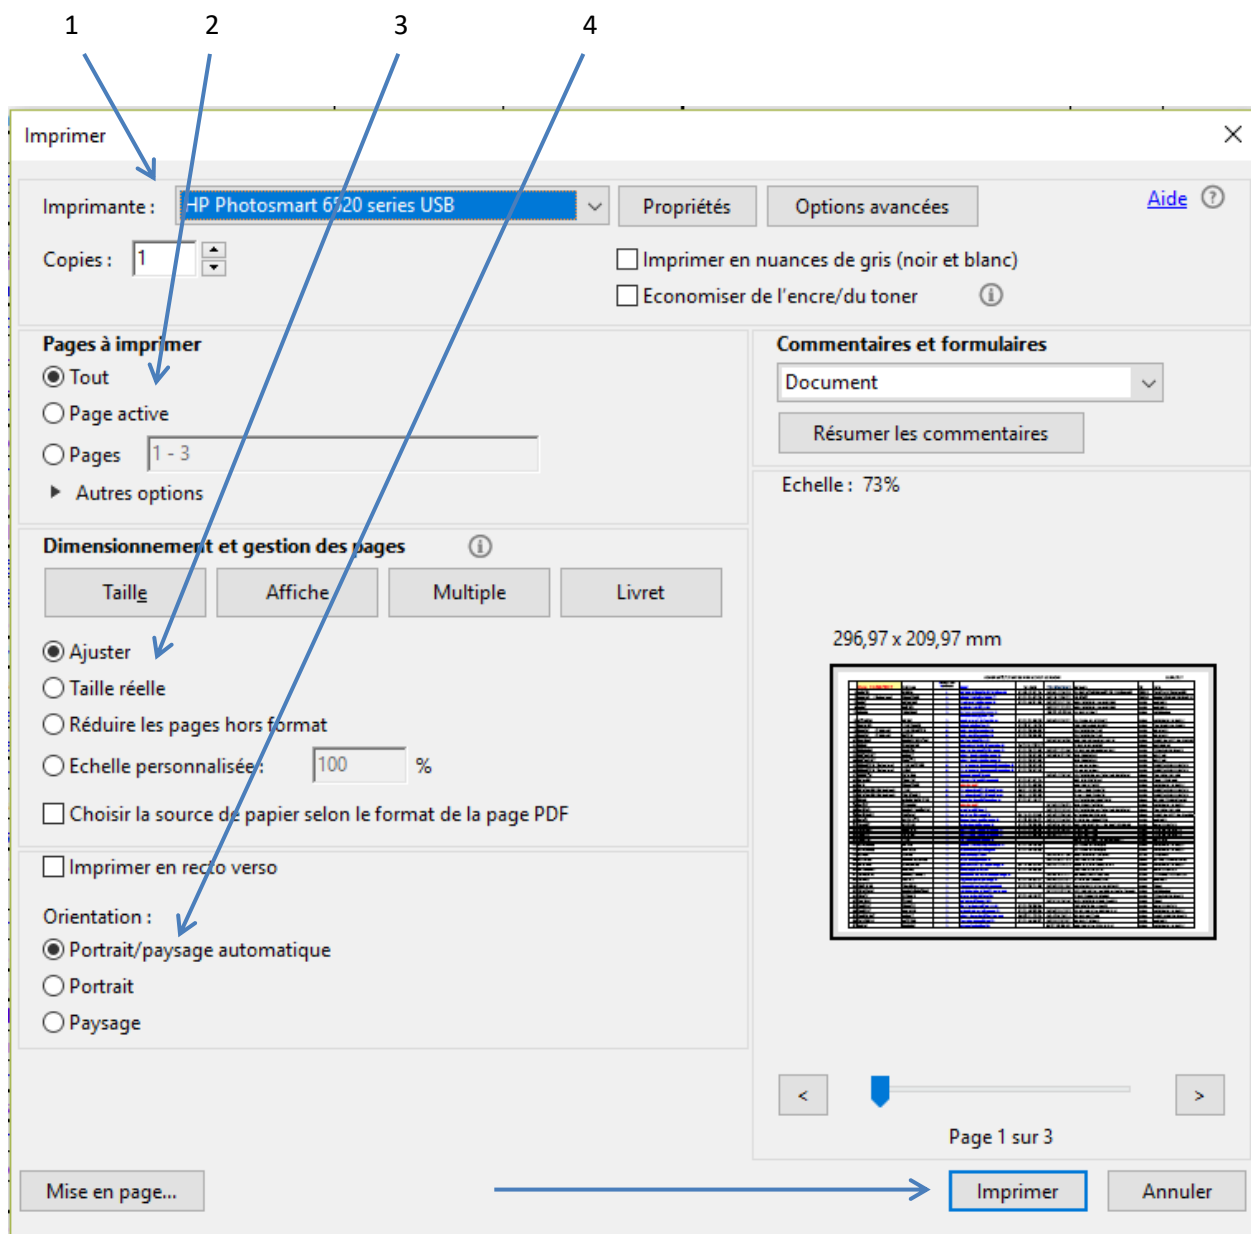 1 2 3 4
Imprimer
Imprimante : HP Photosmart 6520 series USB Propriétés Options avancées Aide ?
Copies : 1 Imprimer en nuances de gris (noir et blanc)
Economiser de l'encre/du toner
Pages à imprimer
Tout
Page active
Pages 1 - 3
Autres options
Commentaires et formulaires
Document
Résumer les commentaires
Echelle : 73%
Dimensionnement et gestion des pages
Taille Affiche Multiple Livret
Ajuster
Taille réelle
Réduire les pages hors format
Echelle personnalisée : 100 %
Choisir la source de papier selon le format de la page PDF
Imprimer en recto verso
Orientation :
Portrait/paysage automatique
Portrait
Paysage
296,97 x 209,97 mm
< >
Page 1 sur 3
Mise en page... Imprimer Annuler